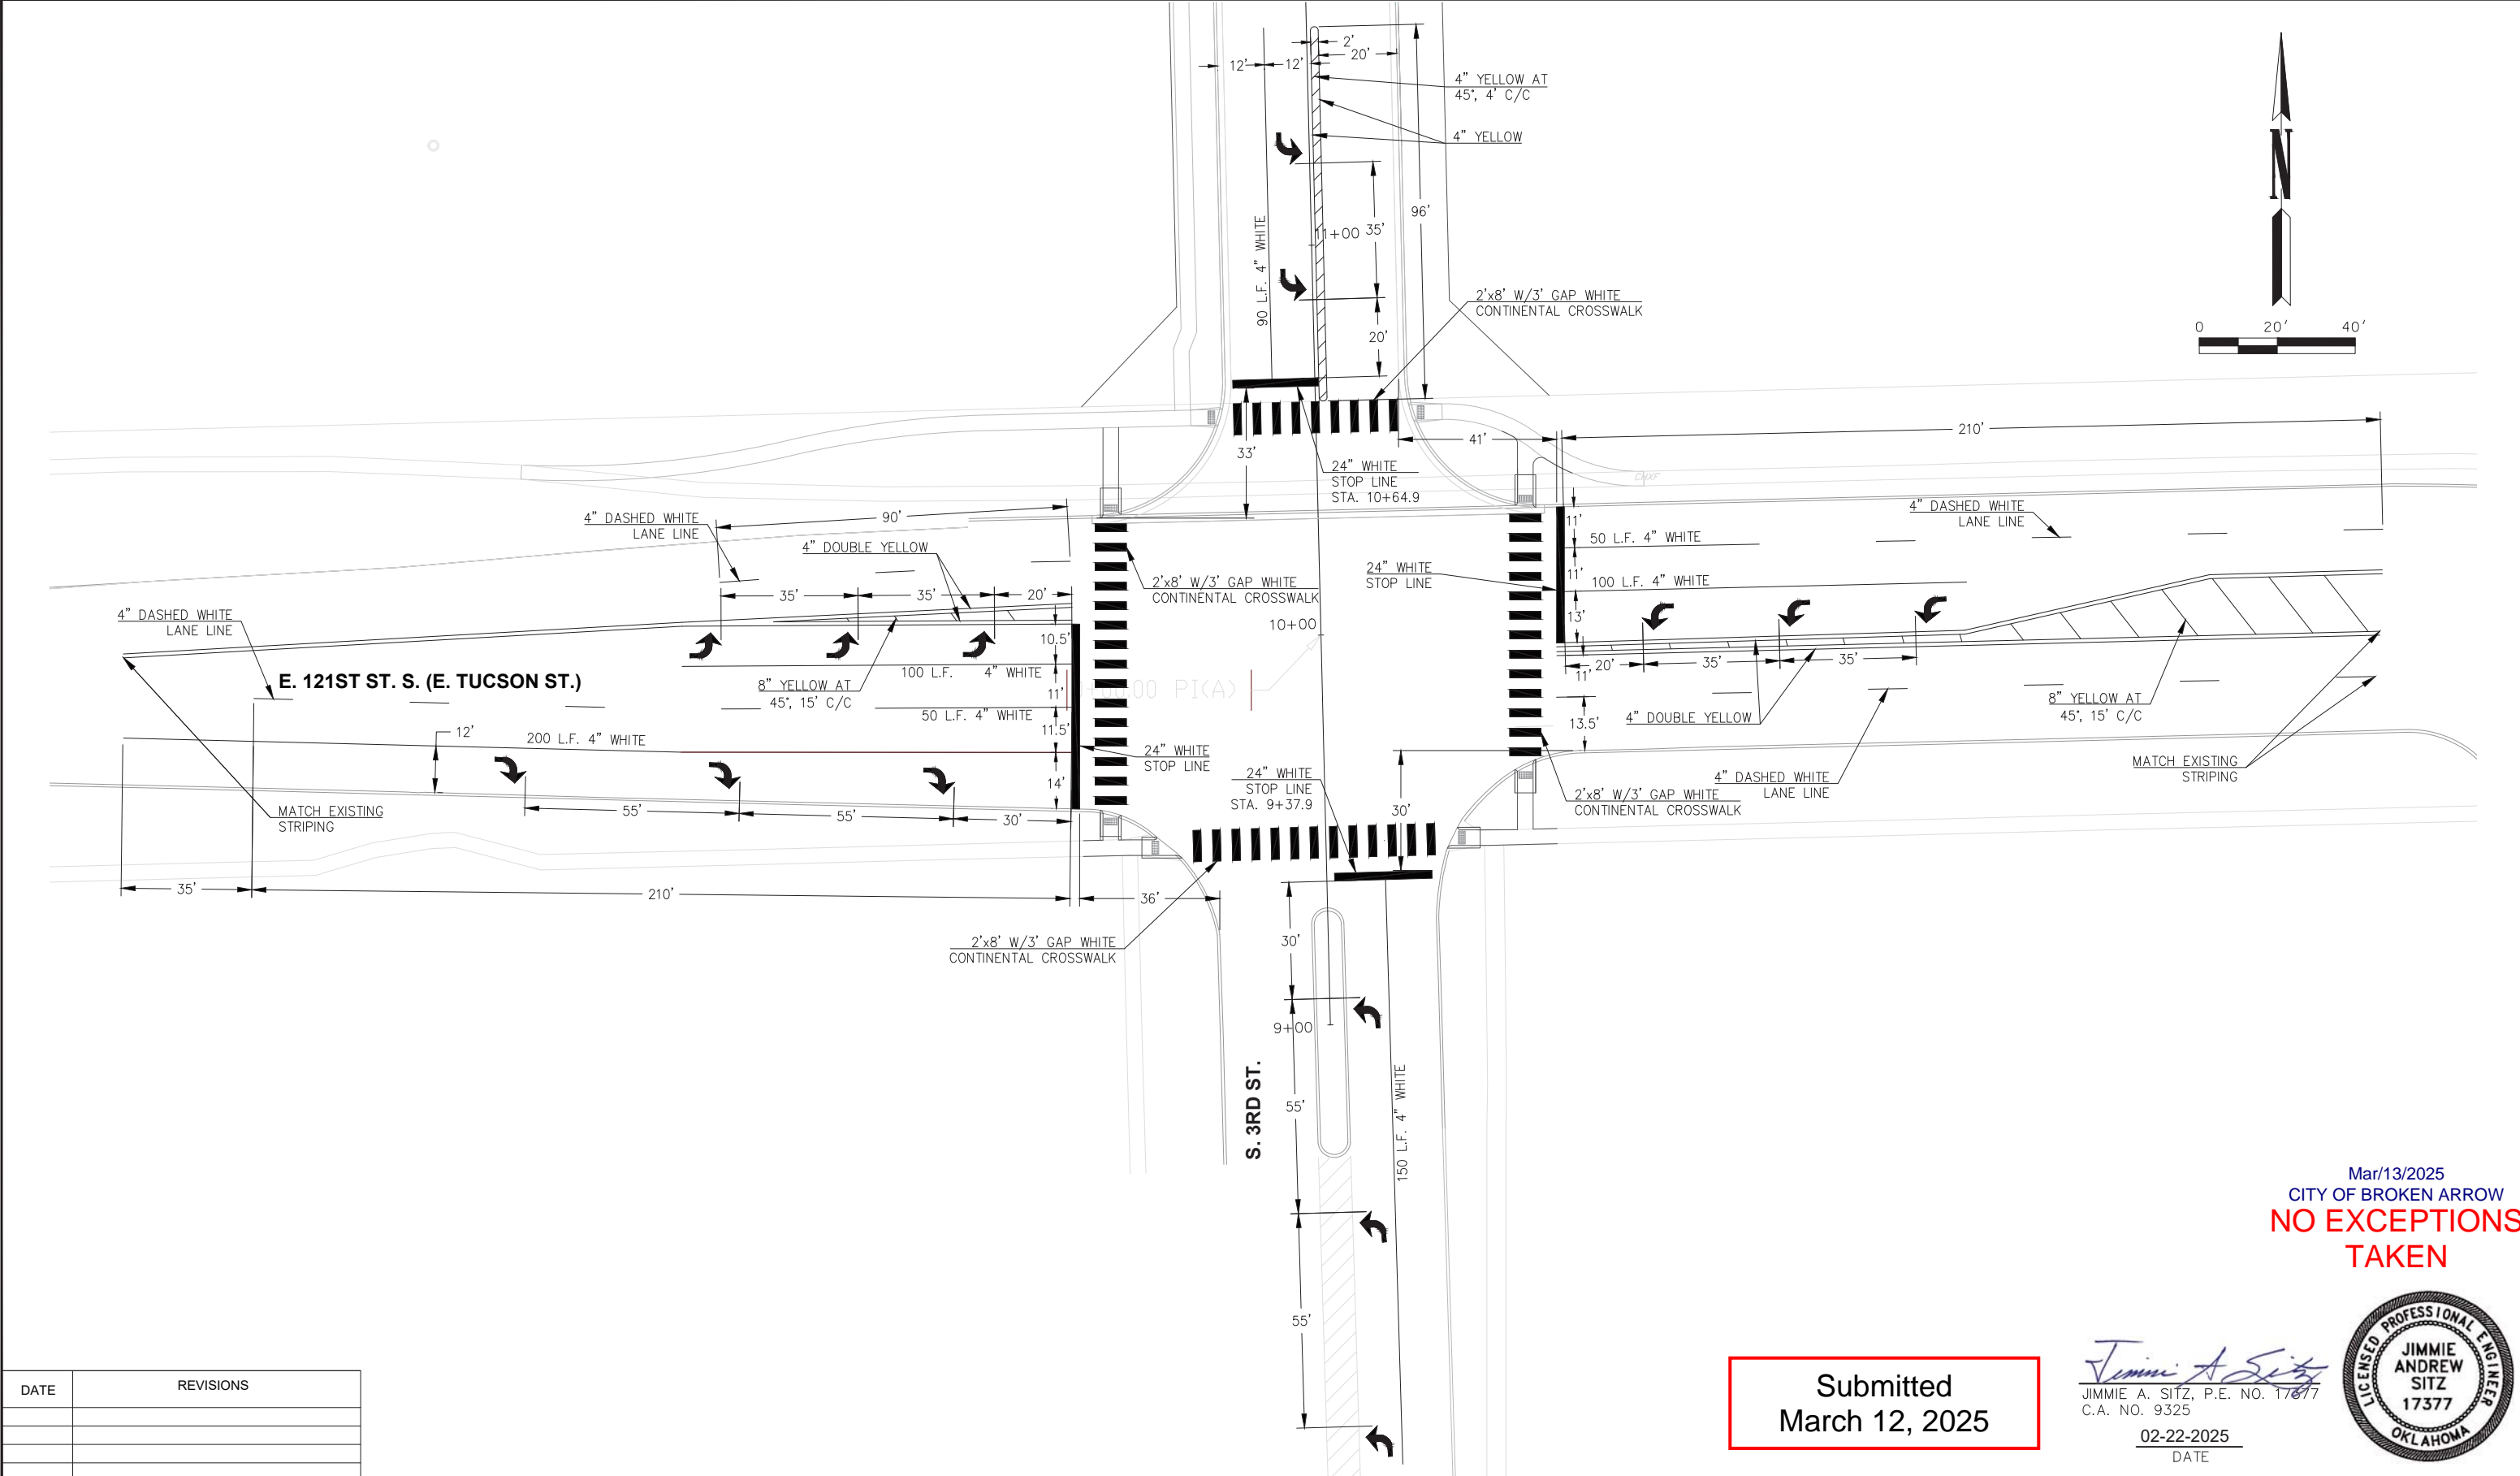 2'
20'
12'
12'
4" YELLOW AT
45°, 4' C/C
4" YELLOW
96'
11+00
35'
90 L.F. 4" WHITE
2'x8' W/3' GAP WHITE
CONTINENTAL CROSSWALK
20'
N
0 20' 40'
33'
41'
210'
24" WHITE
STOP LINE
STA. 10+64.9
4" DASHED WHITE
LANE LINE
90'
4" DOUBLE YELLOW
4" DASHED WHITE
LANE LINE
11'
50 L.F. 4" WHITE
24" WHITE
STOP LINE
11'
100 L.F. 4" WHITE
13'
2'x8' W/3' GAP WHITE
CONTINENTAL CROSSWALK
10+00
35'
35'
20'
4" DASHED WHITE
LANE LINE
10.5'
E. 121ST ST. S. (E. TUCSON ST.)
100 L.F. 4" WHITE
8" YELLOW AT
45°, 15' C/C
11'
50 L.F. 4" WHITE
11.5'
00 PI(A)
20'
35'
35'
11'
13.5'
4" DOUBLE YELLOW
8" YELLOW AT
45°, 15' C/C
12'
200 L.F. 4" WHITE
24" WHITE
STOP LINE
14'
24" WHITE
STOP LINE
STA. 9+37.9
30'
4" DASHED WHITE
LANE LINE
MATCH EXISTING
STRIPING
2'x8' W/3' GAP WHITE
CONTINENTAL CROSSWALK
MATCH EXISTING
STRIPING
55'
55'
30'
35'
210'
36'
2'x8' W/3' GAP WHITE
CONTINENTAL CROSSWALK
30'
9+00
S. 3RD ST.
55'
150 L.F. 4" WHITE
55'
Mar/13/2025
CITY OF BROKEN ARROW
NO EXCEPTIONS
TAKEN
Submitted
March 12, 2025
Jimmie A Sitz
JIMMIE A. SITZ, P.E. NO. 17377
C.A. NO. 9325
02-22-2025
DATE
LICENSED PROFESSIONAL ENGINEER
JIMMIE
ANDREW
SITZ
17377
OKLAHOMA
DATE REVISIONS